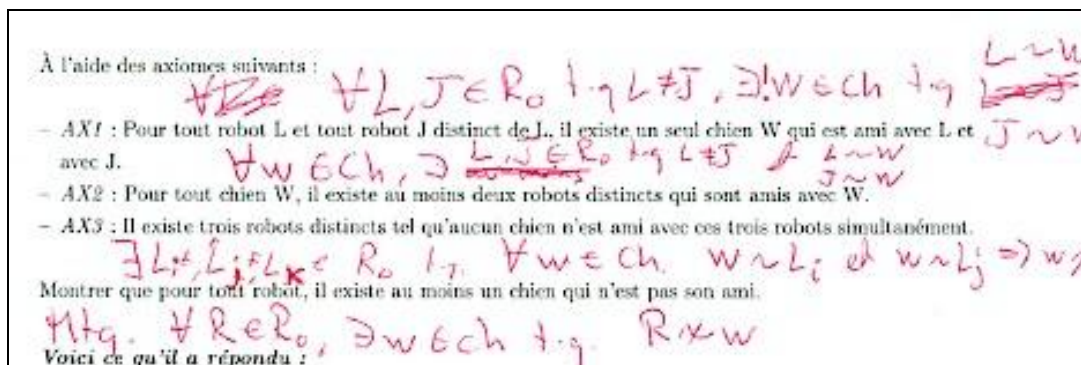 À l'aide des axiomes suivants :
∀L, J ∈ R₀ t.q L ≠ J, ∃!W ∈ Ch t.q L ~ W
J ~ W
– AX1 : Pour tout robot L et tout robot J distinct de L, il existe un seul chien W qui est ami avec L et
avec J.
∀w ∈ Ch, ∃ L, J ∈ R₀ t.q L ≠ J et L ~ W
J ~ W
– AX2 : Pour tout chien W, il existe au moins deux robots distincts qui sont amis avec W.
– AX3 : Il existe trois robots distincts tel qu'aucun chien n'est ami avec ces trois robots simultanément.
∃ Li ≠ Lj ≠ Lk ∈ R₀ t.q. ∀w ∈ Ch w ~ Li et w ~ Lj => w ≁
Montrer que pour tout robot, il existe au moins un chien qui n'est pas son ami.
Mtq. ∀ R ∈ R₀, ∃ w ∈ Ch t.q. R ≁ w
Voici ce qu'il a répondu :